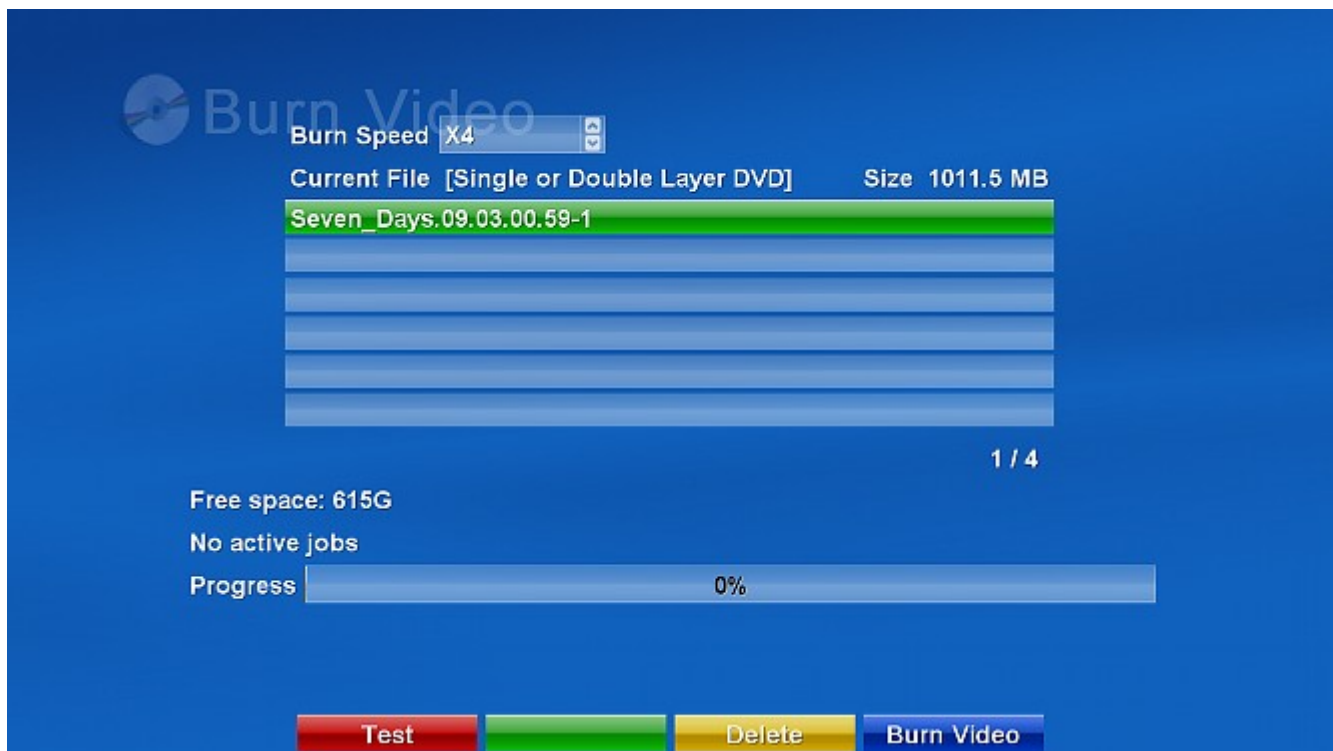 Burn Video
Burn Speed X4
Current File [Single or Double Layer DVD] Size 1011.5 MB
Seven_Days.09.03.00.59-1
1 / 4
Free space: 615G
No active jobs
Progress 0%
Test Delete Burn Video